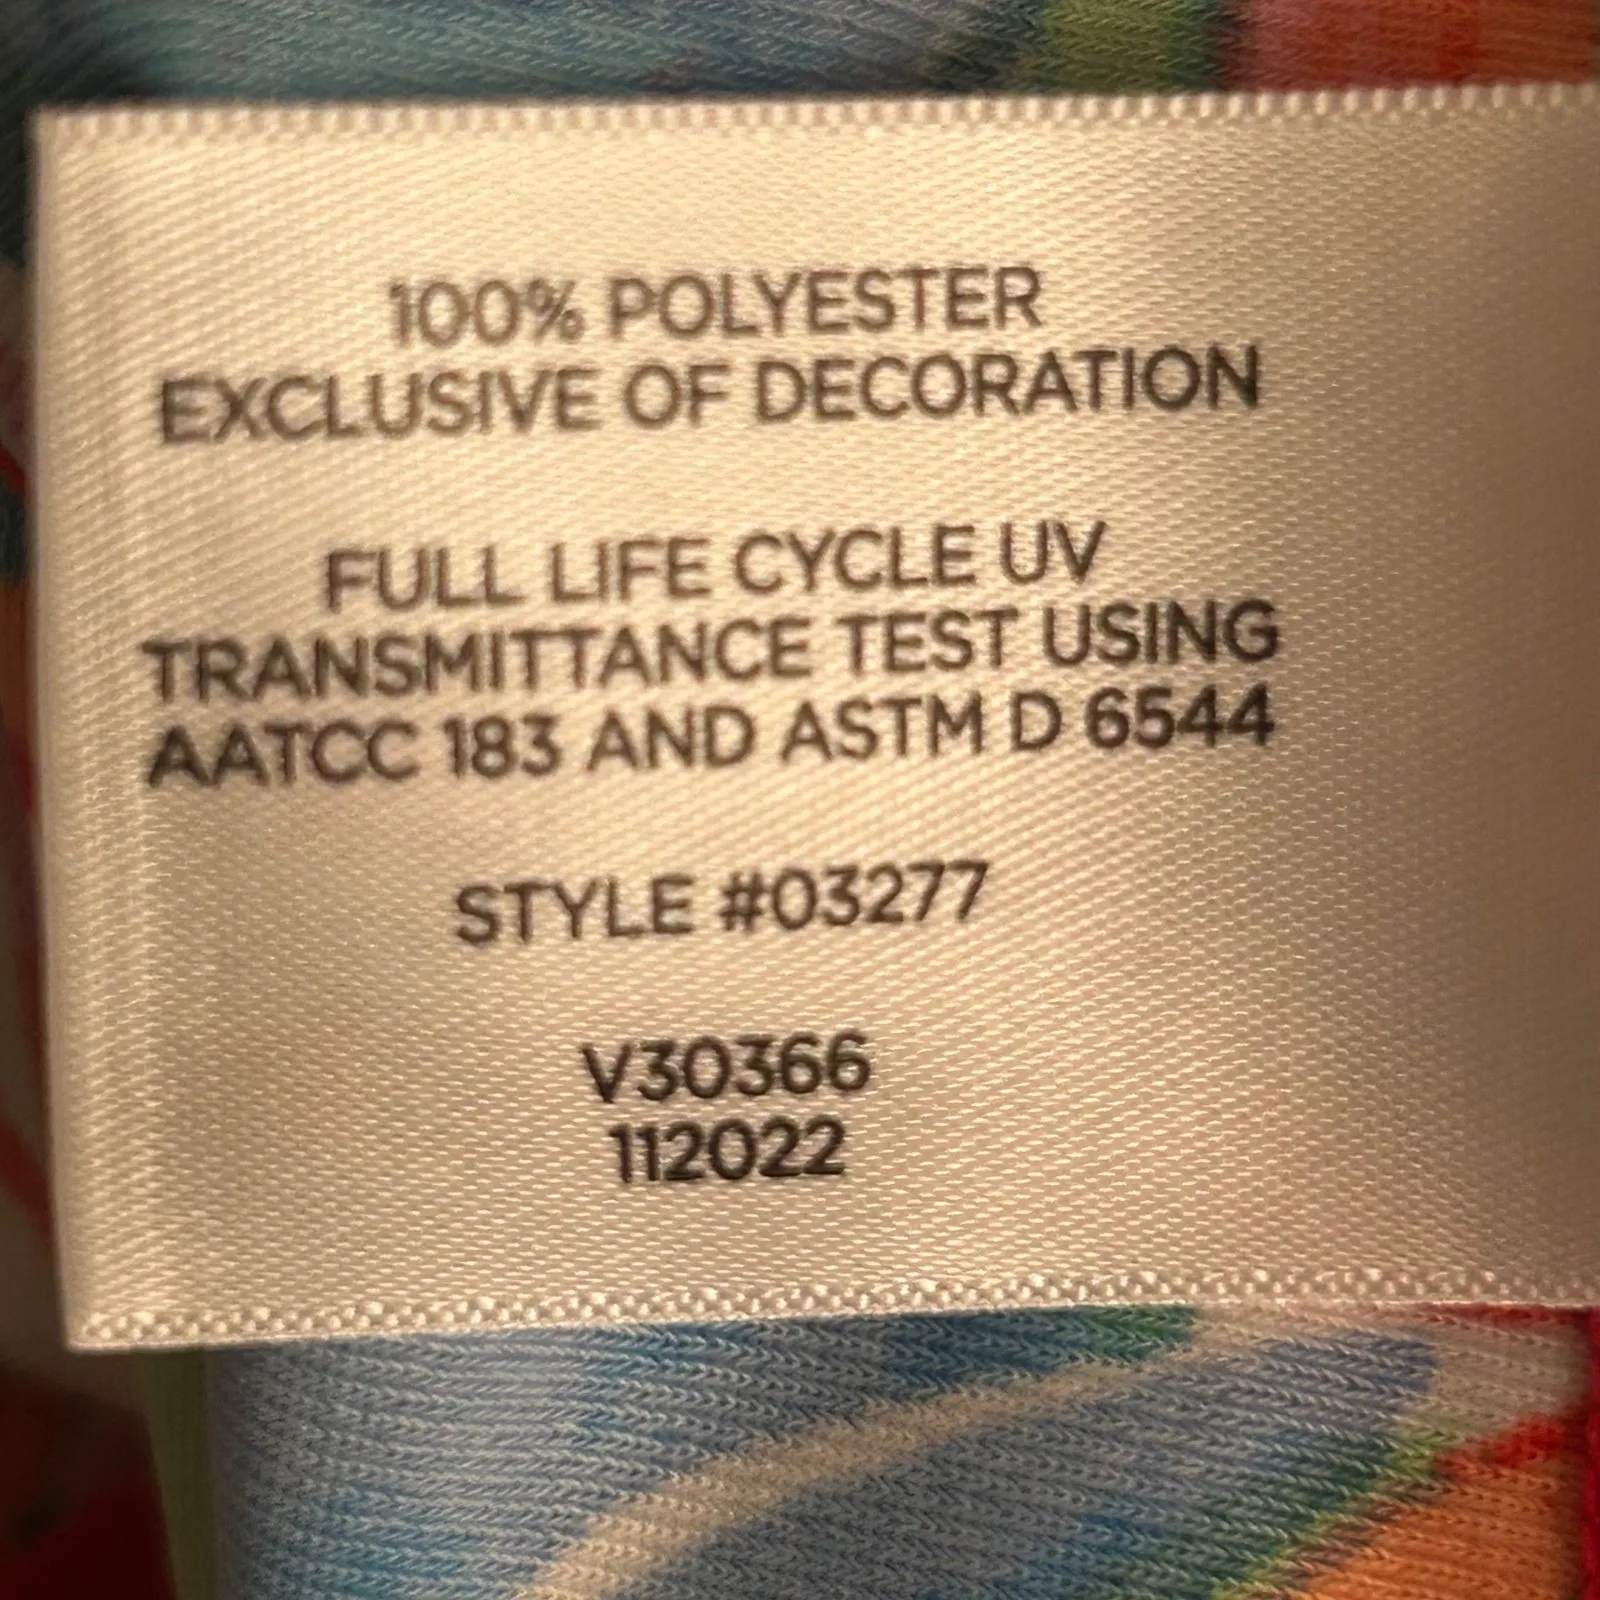 100% POLYESTER
EXCLUSIVE OF DECORATION
FULL LIFE CYCLE UV
TRANSMITTANCE TEST USING
AATCC 183 AND ASTM D 6544
STYLE #03277
V30366
112022